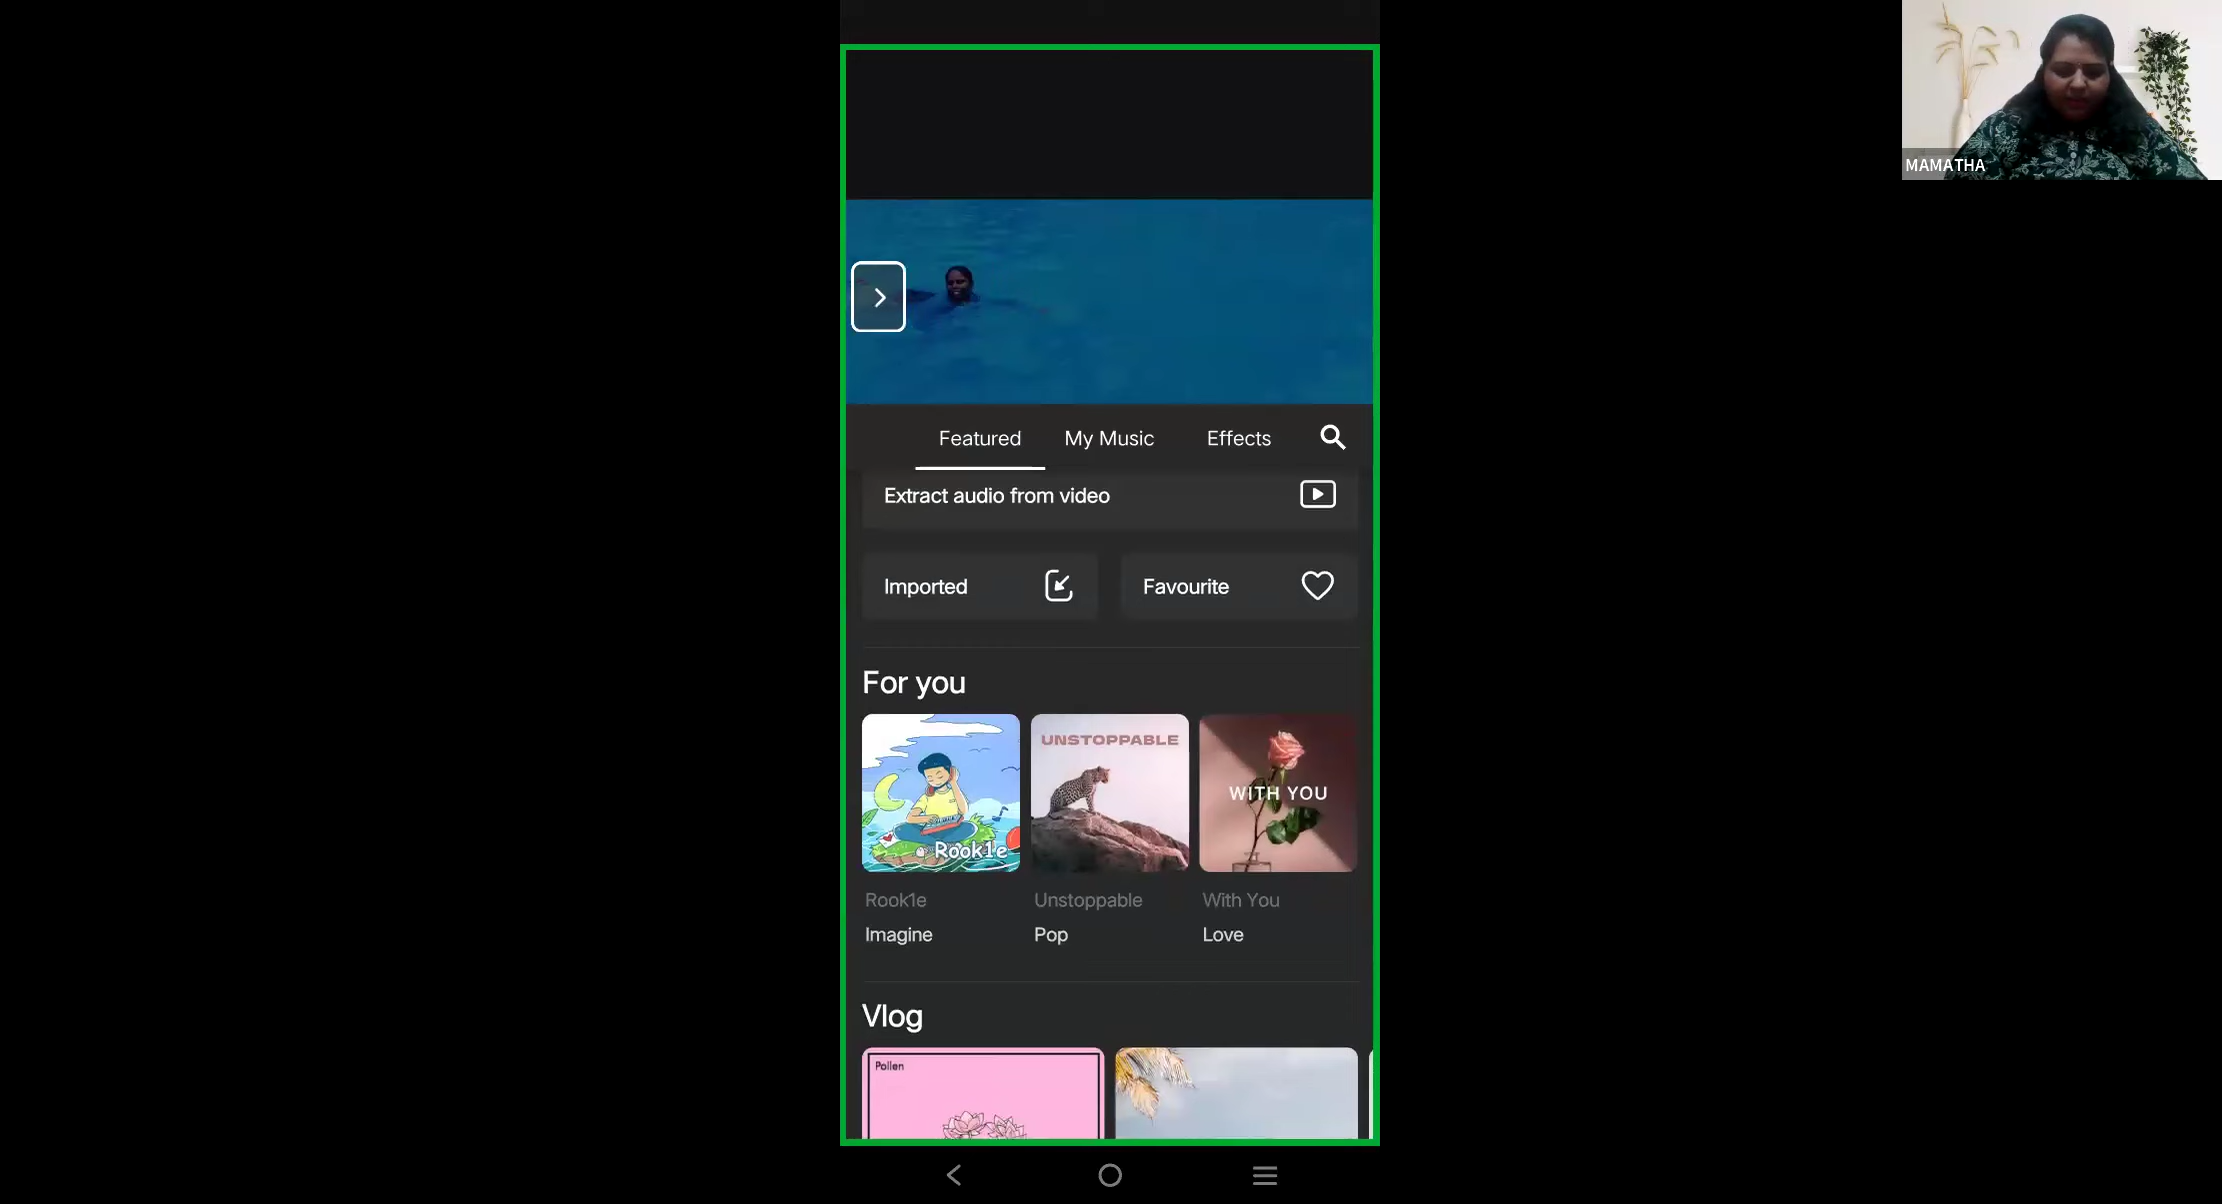 MAMATHA
Featured My Music Effects
Extract audio from video
Imported Favourite
For you
Rook1e
UNSTOPPABLE
WITH YOU
Rook1e Unstoppable With You
Imagine Pop Love
Vlog
Pollen